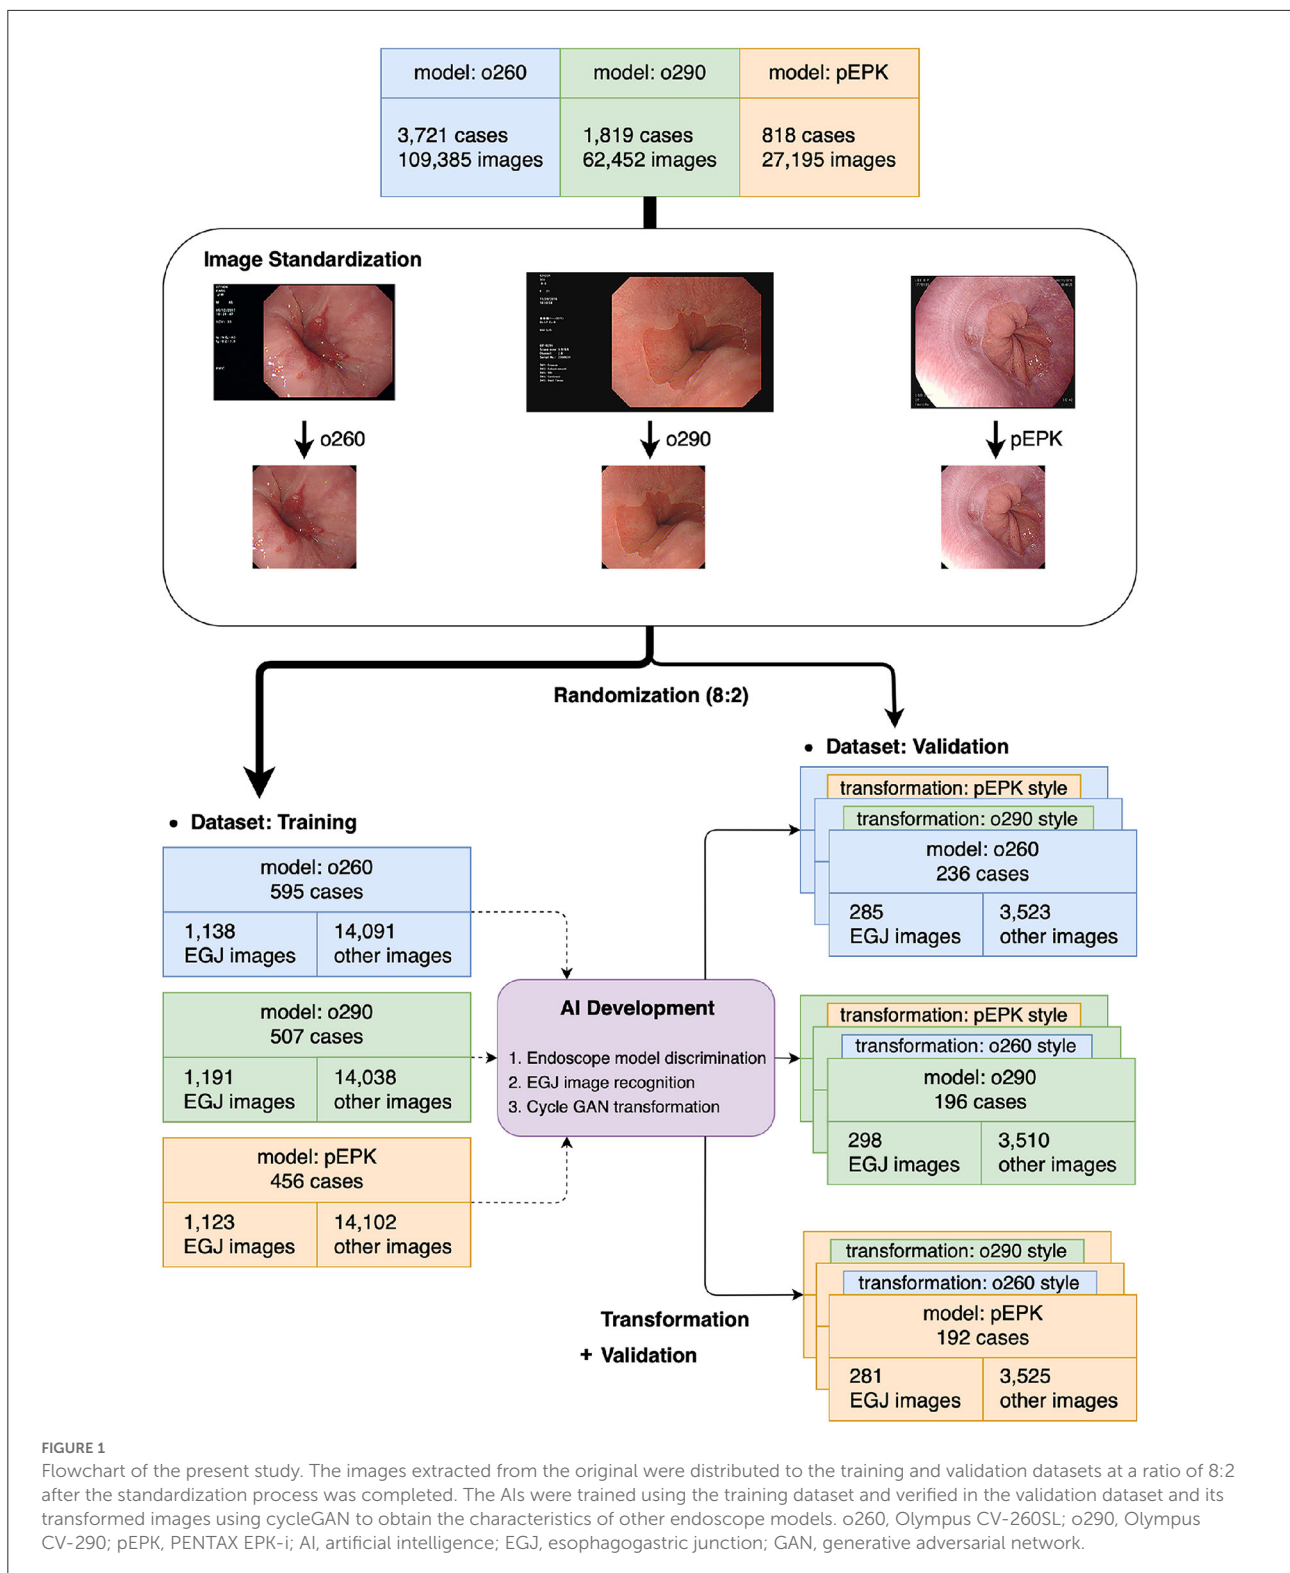 model: o260
3,721 cases
109,385 images
model: o290
1,819 cases
62,452 images
model: pEPK
818 cases
27,195 images
Image Standardization
o260
o290
pEPK
Randomization (8:2)
• Dataset: Training
model: o260
595 cases
1,138
EGJ images
14,091
other images
model: o290
507 cases
1,191
EGJ images
14,038
other images
model: pEPK
456 cases
1,123
EGJ images
14,102
other images
AI Development
1. Endoscope model discrimination
2. EGJ image recognition
3. Cycle GAN transformation
• Dataset: Validation
transformation: pEPK style
transformation: o290 style
model: o260
236 cases
285
EGJ images
3,523
other images
transformation: pEPK style
transformation: o260 style
model: o290
196 cases
298
EGJ images
3,510
other images
transformation: o290 style
transformation: o260 style
model: pEPK
192 cases
281
EGJ images
3,525
other images
Transformation
+ Validation
FIGURE 1
Flowchart of the present study. The images extracted from the original were distributed to the training and validation datasets at a ratio of 8:2
after the standardization process was completed. The AIs were trained using the training dataset and verified in the validation dataset and its
transformed images using cycleGAN to obtain the characteristics of other endoscope models. o260, Olympus CV-260SL; o290, Olympus
CV-290; pEPK, PENTAX EPK-i; AI, artificial intelligence; EGJ, esophagogastric junction; GAN, generative adversarial network.